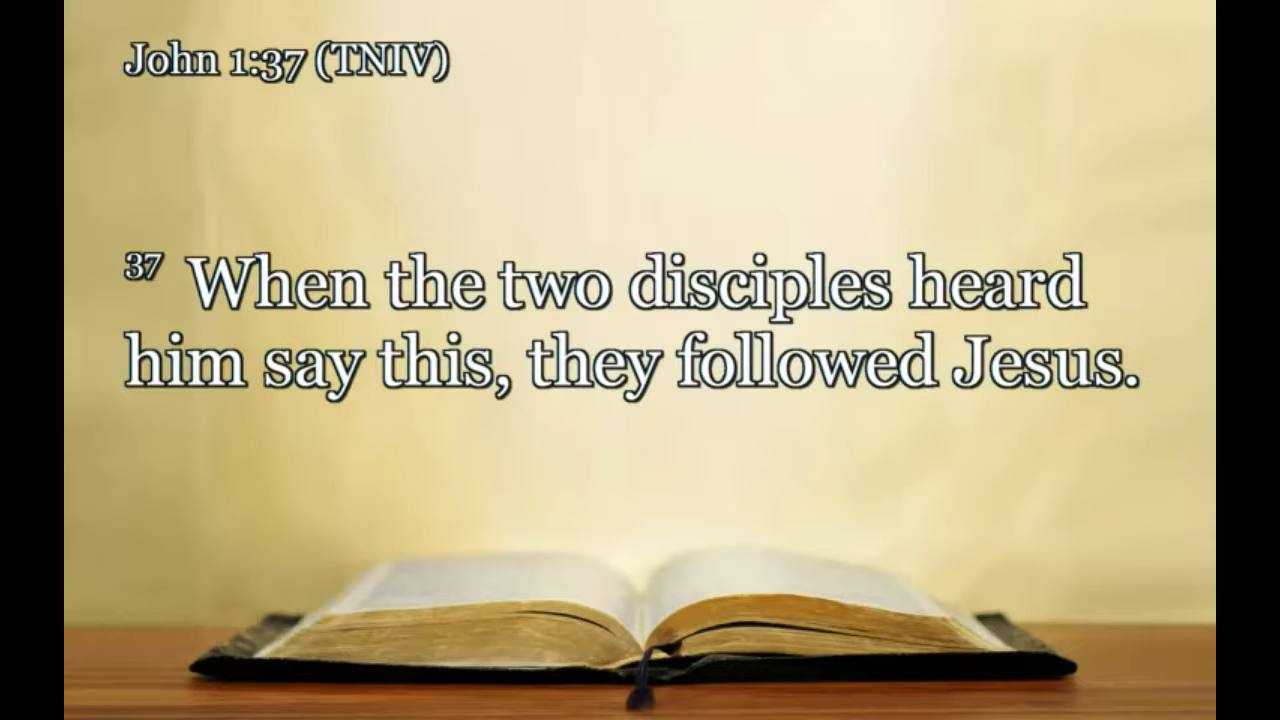 John 1:37 (TNIV)
37 When the two disciples heard
him say this, they followed Jesus.